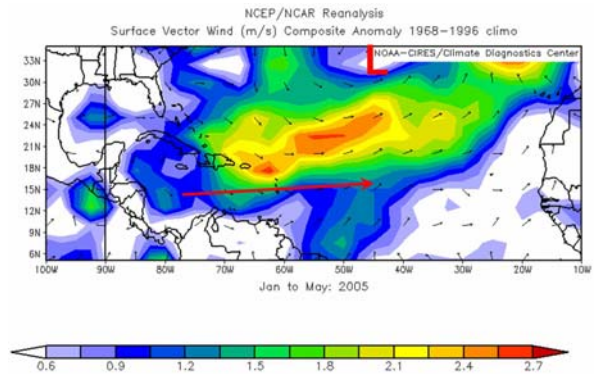 NCEP/NCAR Reanalysis
Surface Vector Wind (m/s) Composite Anomaly 1968-1996 climo
NOAA-CIRES/Climate Diagnostics Center
33N
30N
27N
24N
21N
18N
15N
12N
9N
6N
100W 90W 80W 70W 60W 50W 40W 30W 20W 10W
Jan to May: 2005
0.6 0.9 1.2 1.5 1.8 2.1 2.4 2.7